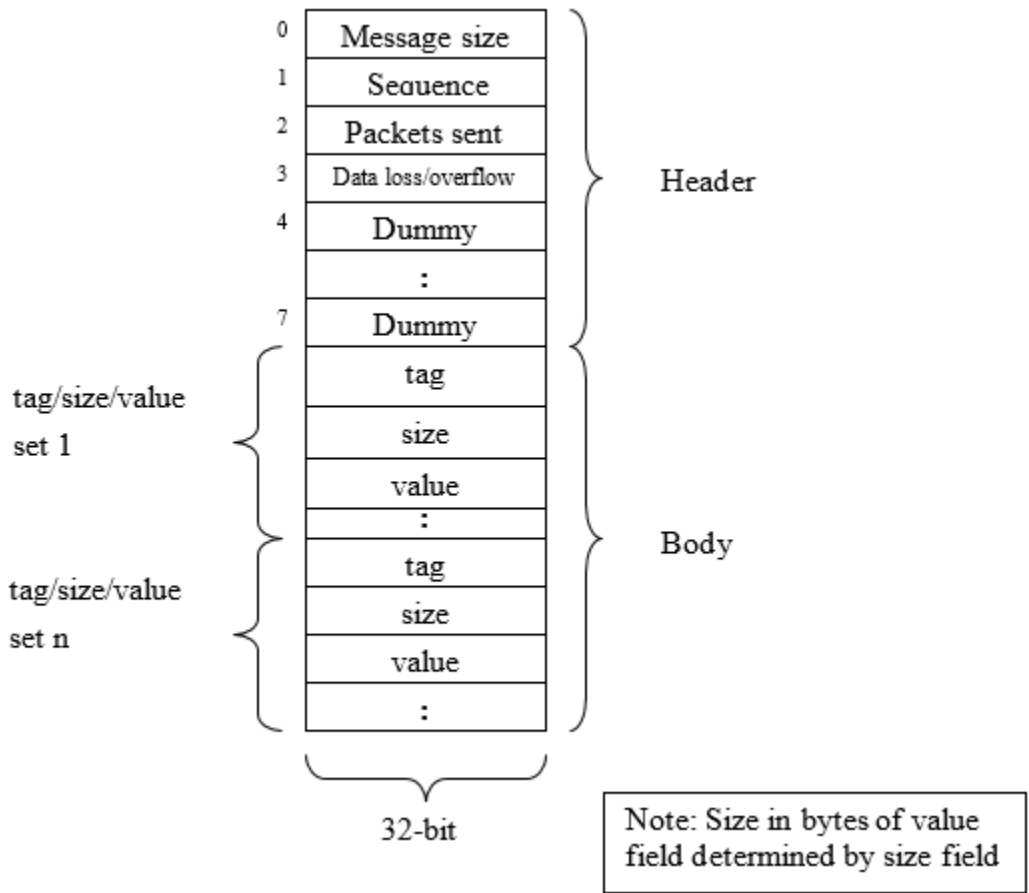 0
Message size
1
Seauence
2
Packets sent
3
Data loss/overflow
4
Dummy
:
7
Dummy
Header
tag/size/value
set 1
tag
size
value
:
tag/size/value
set n
tag
size
value
:
Body
32-bit
Note: Size in bytes of value
field determined by size field